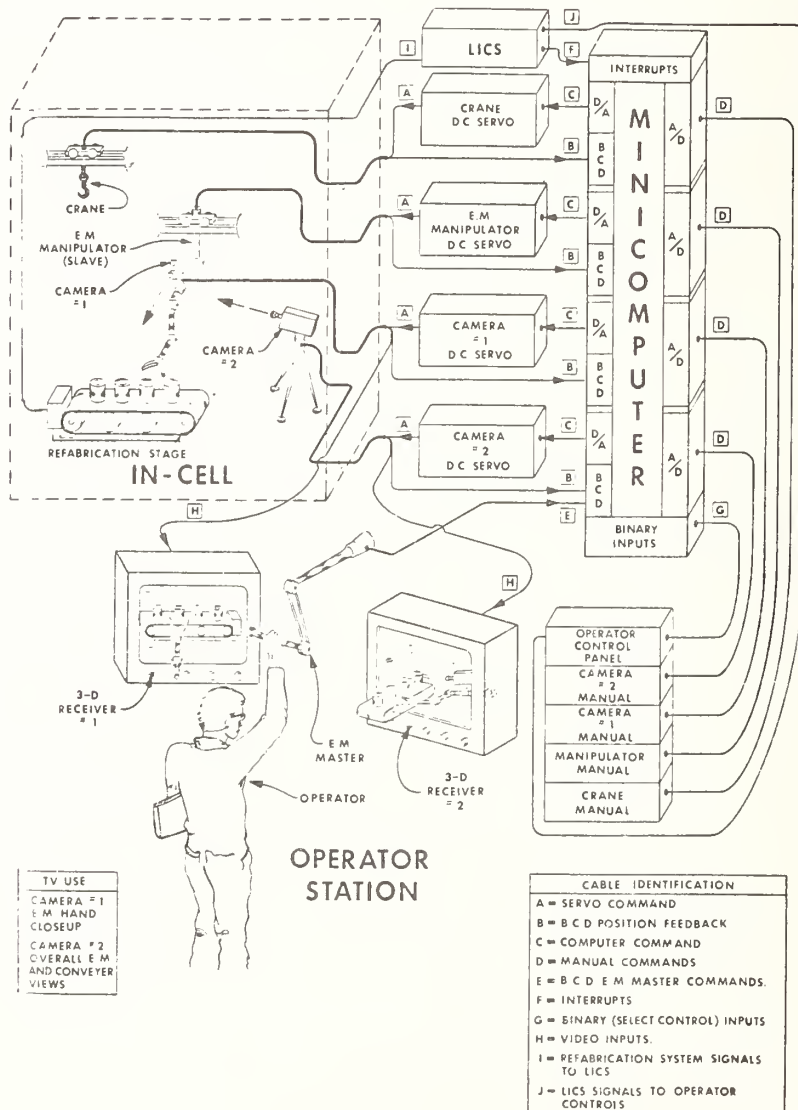 J
I
LICS
F
INTERRUPTS
A
CRANE
DC SERVO
C
D/A
A/D
D
B
BCD
MINICOMPUTER
CRANE
E.M
MANIPULATOR
(SLAVE)
CAMERA
#1
A
E.M
MANIPULATOR
DC SERVO
C
D/A
A/D
D
B
BCD
CAMERA
#2
A
CAMERA
#1
DC SERVO
C
D/A
A/D
D
B
BCD
REFABRICATION STAGE
IN-CELL
A
CAMERA
#2
DC SERVO
C
D/A
A/D
D
B
BCD
E
BINARY
INPUTS
G
H
H
3-D
RECEIVER
#1
E M
MASTER
3-D
RECEIVER
#2
OPERATOR
OPERATOR
STATION
OPERATOR
CONTROL
PANEL
CAMERA
#2
MANUAL
CAMERA
#1
MANUAL
MANIPULATOR
MANUAL
CRANE
MANUAL
TV USE
CAMERA #1
E M HAND
CLOSEUP
CAMERA #2
OVERALL E M
AND CONVEYER
VIEWS
CABLE IDENTIFICATION
A = SERVO COMMAND
B = B C D POSITION FEEDBACK
C = COMPUTER COMMAND
D = MANUAL COMMANDS
E = B C D E M MASTER COMMANDS.
F = INTERRUPTS
G = BINARY (SELECT CONTROL) INPUTS
H = VIDEO INPUTS.
I = REFABRICATION SYSTEM SIGNALS
TO LICS
J = LICS SIGNALS TO OPERATOR
CONTROLS